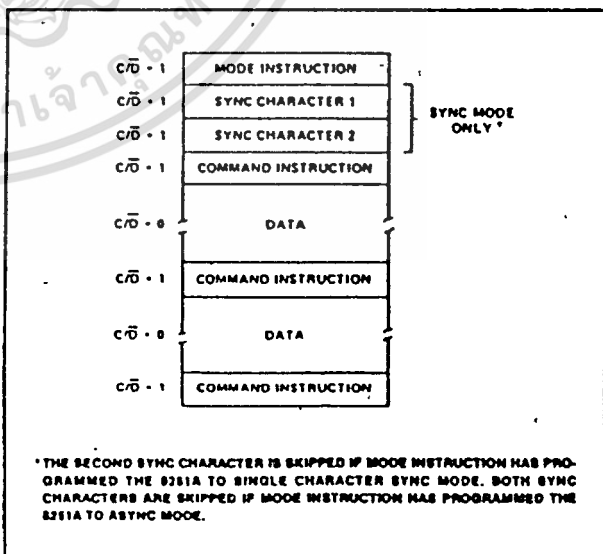 C/D̅ = 1 MODE INSTRUCTION
C/D̅ = 1 SYNC CHARACTER 1
C/D̅ = 1 SYNC CHARACTER 2
SYNC MODE
ONLY *
C/D̅ = 1 COMMAND INSTRUCTION
C/D̅ = 0 DATA
C/D̅ = 1 COMMAND INSTRUCTION
C/D̅ = 0 DATA
C/D̅ = 1 COMMAND INSTRUCTION
* THE SECOND SYNC CHARACTER IS SKIPPED IF MODE INSTRUCTION HAS PRO-
GRAMMED THE 8251A TO SINGLE CHARACTER SYNC MODE. BOTH SYNC
CHARACTERS ARE SKIPPED IF MODE INSTRUCTION HAS PROGRAMMED THE
8251A TO ASYNC MODE.